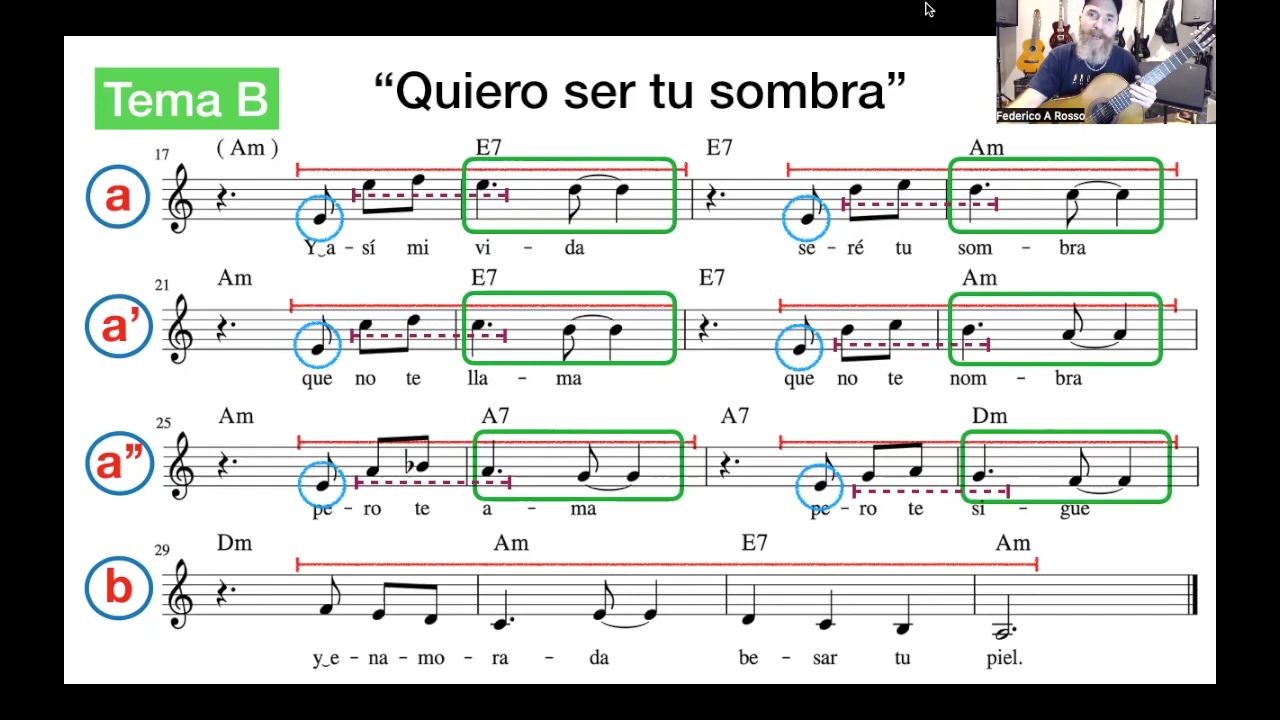 Tema B
“Quiero ser tu sombra”
Federico A Rosso
17 ( Am ) E7 E7 Am
a
Y‿a – sí mi vi – da se – ré tu som – bra
21 Am E7 E7 Am
a’
que no te lla – ma que no te nom – bra
25 Am A7 A7 Dm
a”
pe – ro te a – ma pe – ro te si – gue
29 Dm Am E7 Am
b
y‿e – na – mo – ra – da be – sar tu piel.